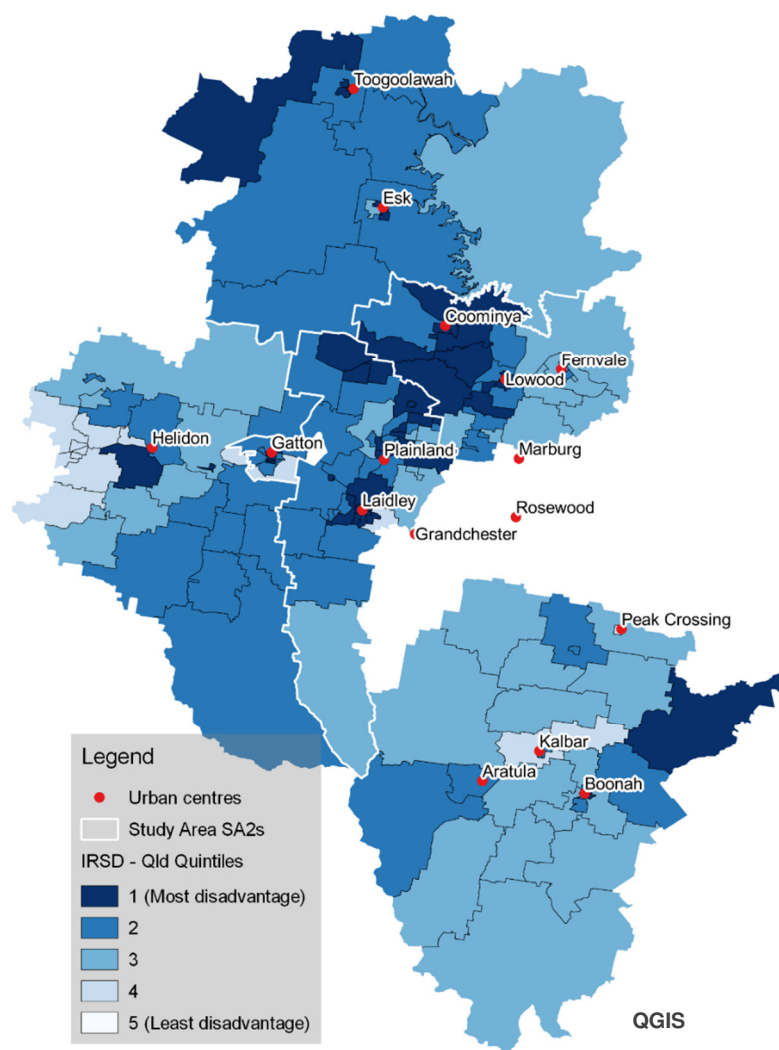 Toogoolawah
Esk
Coominya
Fernvale
Lowood
Helidon
Gatton
Plainland
Marburg
Laidley
Rosewood
Grandchester
Peak Crossing
Kalbar
Aratula
Boonah
Legend
Urban centres
Study Area SA2s
IRSD - Qld Quintiles
1 (Most disadvantage)
2
3
4
5 (Least disadvantage)
QGIS